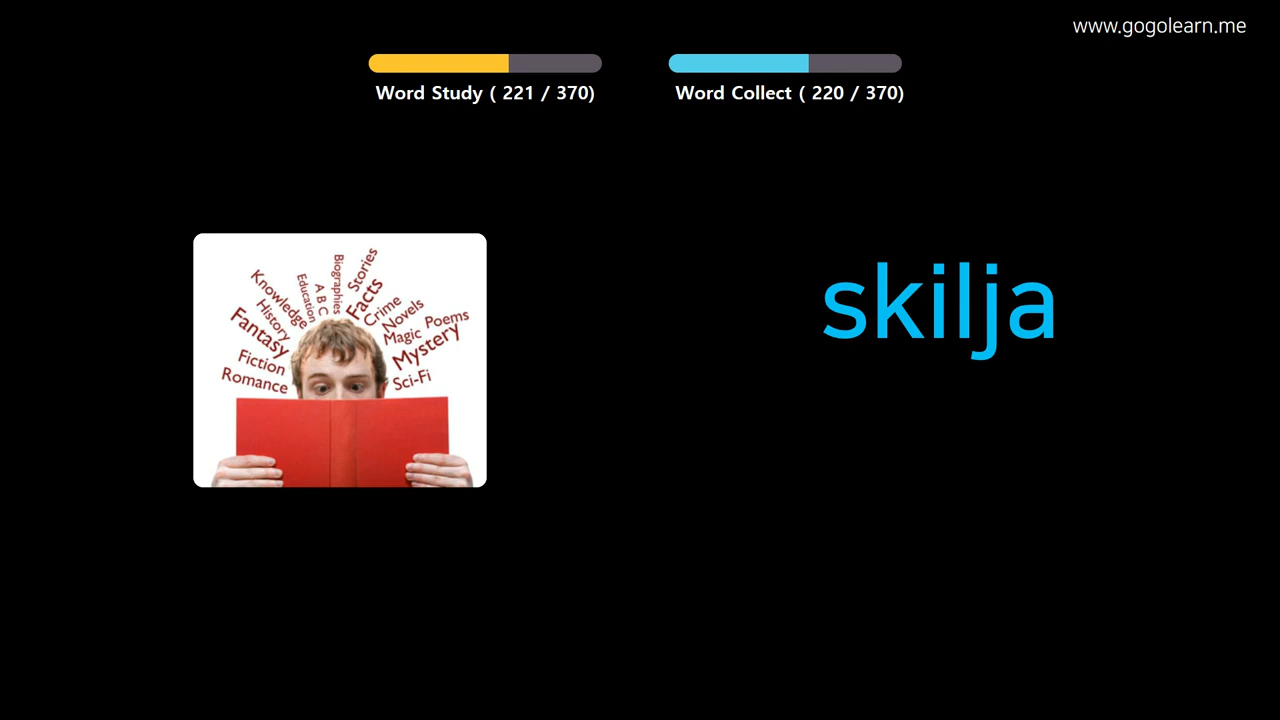 www.gogolearn.me
Word Study ( 221 / 370)
Word Collect ( 220 / 370)
skilja
Knowledge
History
Fantasy
Fiction
Romance
Education
A B C
Biographies
Stories
Facts
Crime
Novels
Magic
Poems
Mystery
Sci-Fi